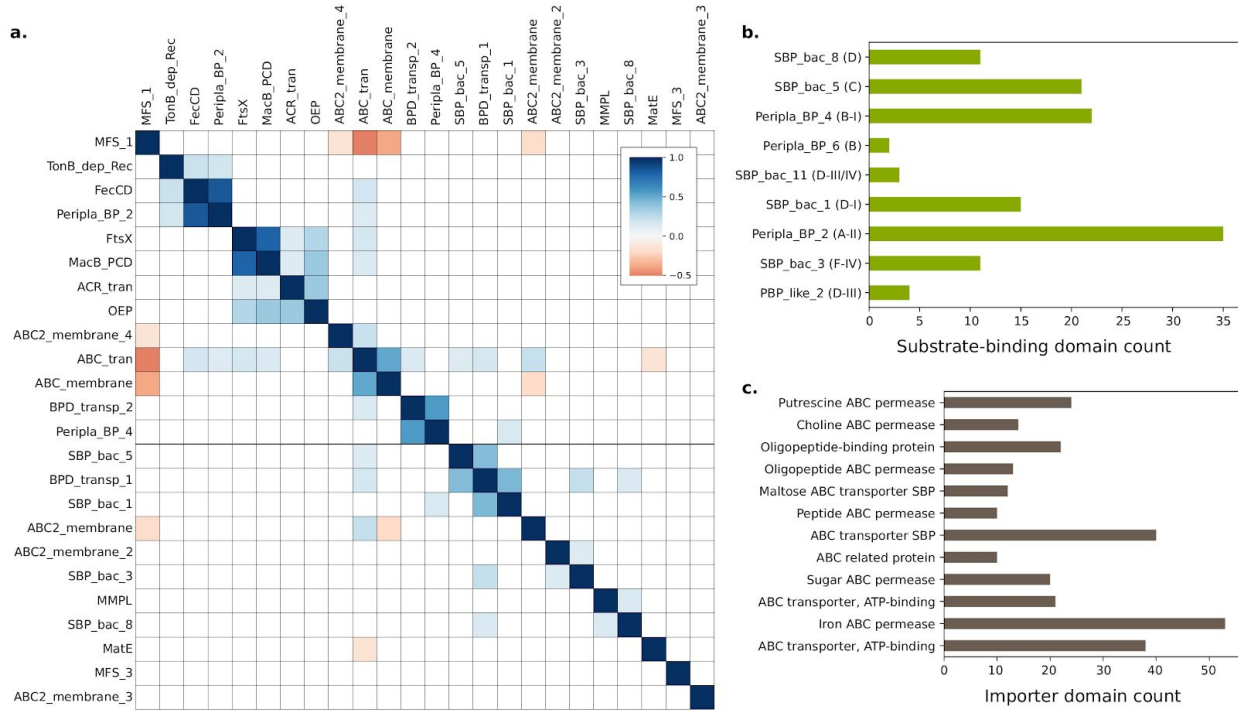 a.
MFS_1
TonB_dep_Rec
FecCD
Peripla_BP_2
FtsX
MacB_PCD
ACR_tran
OEP
ABC2_membrane_4
ABC_tran
ABC_membrane
BPD_transp_2
Peripla_BP_4
SBP_bac_5
BPD_transp_1
SBP_bac_1
ABC2_membrane
ABC2_membrane_2
SBP_bac_3
MMPL
SBP_bac_8
MatE
MFS_3
ABC2_membrane_3
MFS_1
TonB_dep_Rec
FecCD
Peripla_BP_2
FtsX
MacB_PCD
ACR_tran
OEP
ABC2_membrane_4
ABC_tran
ABC_membrane
BPD_transp_2
Peripla_BP_4
SBP_bac_5
BPD_transp_1
SBP_bac_1
ABC2_membrane
ABC2_membrane_2
SBP_bac_3
MMPL
SBP_bac_8
MatE
MFS_3
ABC2_membrane_3
1.0
0.5
0.0
−0.5
b.
SBP_bac_8 (D)
SBP_bac_5 (C)
Peripla_BP_4 (B-I)
Peripla_BP_6 (B)
SBP_bac_11 (D-III/IV)
SBP_bac_1 (D-I)
Peripla_BP_2 (A-II)
SBP_bac_3 (F-IV)
PBP_like_2 (D-III)
0 5 10 15 20 25 30 35
Substrate-binding domain count
c.
Putrescine ABC permease
Choline ABC permease
Oligopeptide-binding protein
Oligopeptide ABC permease
Maltose ABC transporter SBP
Peptide ABC permease
ABC transporter SBP
ABC related protein
Sugar ABC permease
ABC transporter, ATP-binding
Iron ABC permease
ABC transporter, ATP-binding
0 10 20 30 40 50
Importer domain count